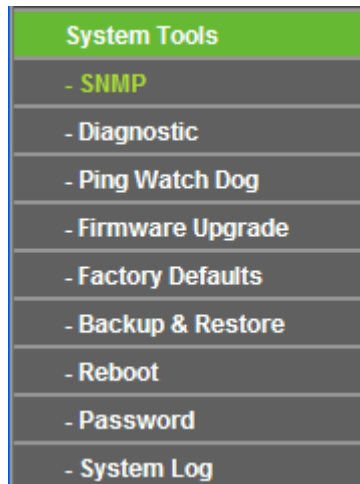 System Tools
- SNMP
- Diagnostic
- Ping Watch Dog
- Firmware Upgrade
- Factory Defaults
- Backup & Restore
- Reboot
- Password
- System Log